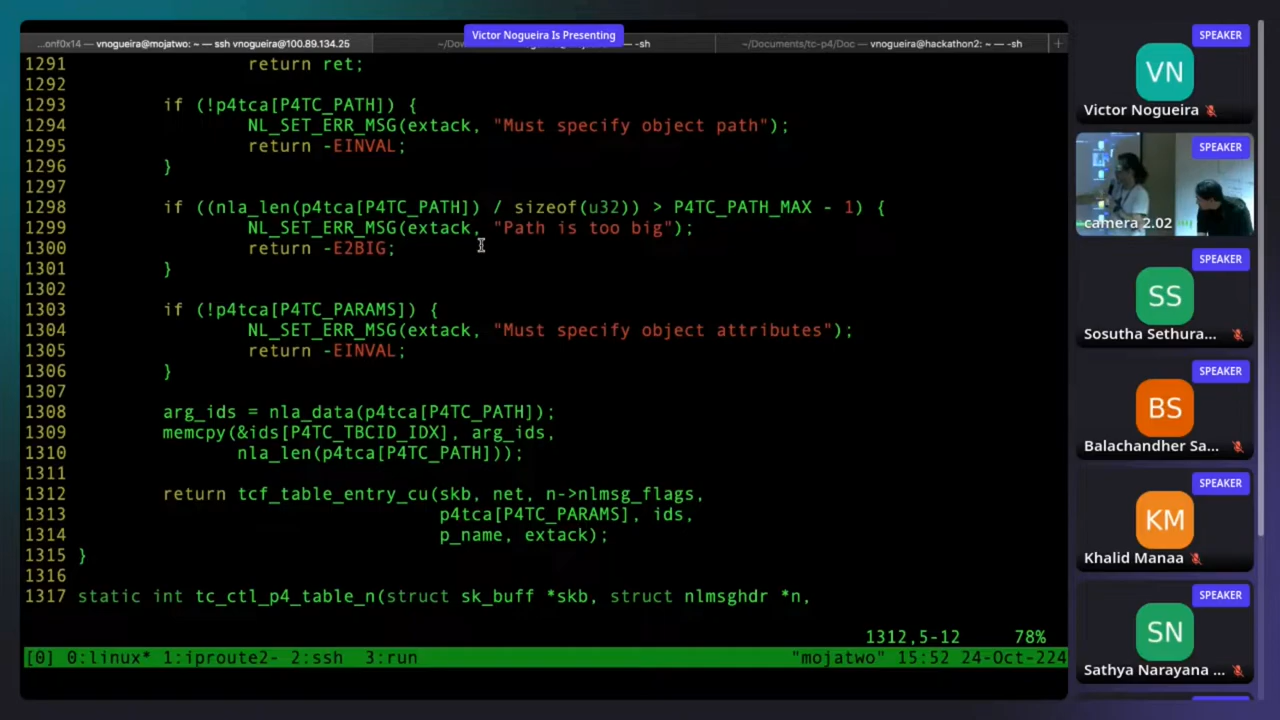 Victor Nogueira Is Presenting
...onf0x14 — vnogueira@mojatwo: ~ — ssh vnogueira@100.89.134.25
~/Dow
-sh
~/Documents/tc-p4/Doc — vnogueira@hackathon2: ~ — -sh
+
1291 return ret;
1292
1293 if (!p4tca[P4TC_PATH]) {
1294 NL_SET_ERR_MSG(extack, "Must specify object path");
1295 return -EINVAL;
1296 }
1297
1298 if ((nla_len(p4tca[P4TC_PATH]) / sizeof(u32)) > P4TC_PATH_MAX - 1) {
1299 NL_SET_ERR_MSG(extack, "Path is too big");
1300 return -E2BIG;
1301 }
1302
1303 if (!p4tca[P4TC_PARAMS]) {
1304 NL_SET_ERR_MSG(extack, "Must specify object attributes");
1305 return -EINVAL;
1306 }
1307
1308 arg_ids = nla_data(p4tca[P4TC_PATH]);
1309 memcpy(&ids[P4TC_TBCID_IDX], arg_ids,
1310 nla_len(p4tca[P4TC_PATH]));
1311
1312 return tcf_table_entry_cu(skb, net, n->nlmsg_flags,
1313 p4tca[P4TC_PARAMS], ids,
1314 p_name, extack);
1315 }
1316
1317 static int tc_ctl_p4_table_n(struct sk_buff *skb, struct nlmsghdr *n,
1312,5-12 78%
[0] 0:linux* 1:iproute2- 2:ssh 3:run "mojatwo" 15:52 24-Oct-224
SPEAKER
VN
Victor Nogueira
SPEAKER
camera 2.02
SPEAKER
SS
Sosutha Sethura...
SPEAKER
BS
Balachandher Sa...
SPEAKER
KM
Khalid Manaa
SPEAKER
SN
Sathya Narayana ...